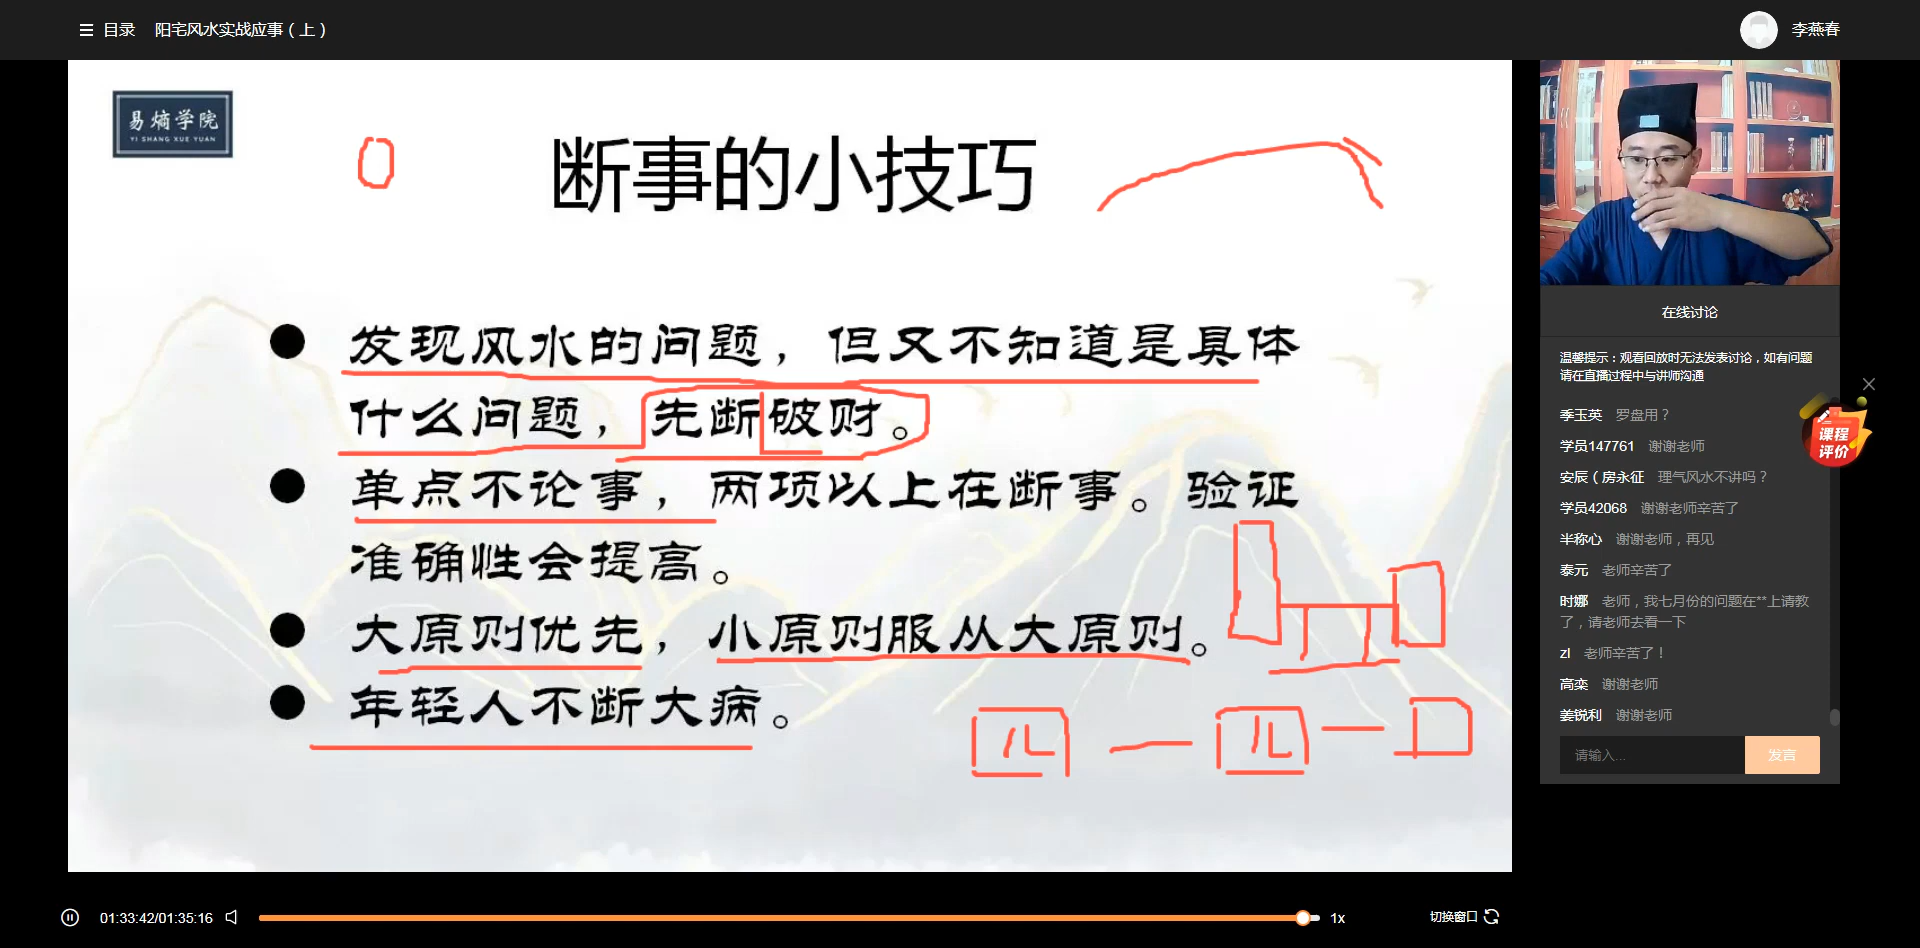 目录 阳宅风水实战应事（上）
李燕春
易熵学院
YI SHANG XUE YUAN
断事的小技巧
发现风水的问题，但又不知道是具体
什么问题，先断破财。
单点不论事，两项以上在断事。验证
准确性会提高。
大原则优先，小原则服从大原则。
年轻人不断大病。
在线讨论
温馨提示：观看回放时无法发表讨论，如有问题
请在直播过程中与讲师沟通
季玉英 罗盘用？
学员147761 谢谢老师
安辰（房永征 理气风水不讲吗？
学员42068 谢谢老师辛苦了
半称心 谢谢老师，再见
泰元 老师辛苦了
时娜 老师，我七月份的问题在**上请教
了，请老师去看一下
zl 老师辛苦了！
高栾 谢谢老师
姜锐利 谢谢老师
课程
评价
请输入...
发言
01:33:42/01:35:16
1x
切换窗口